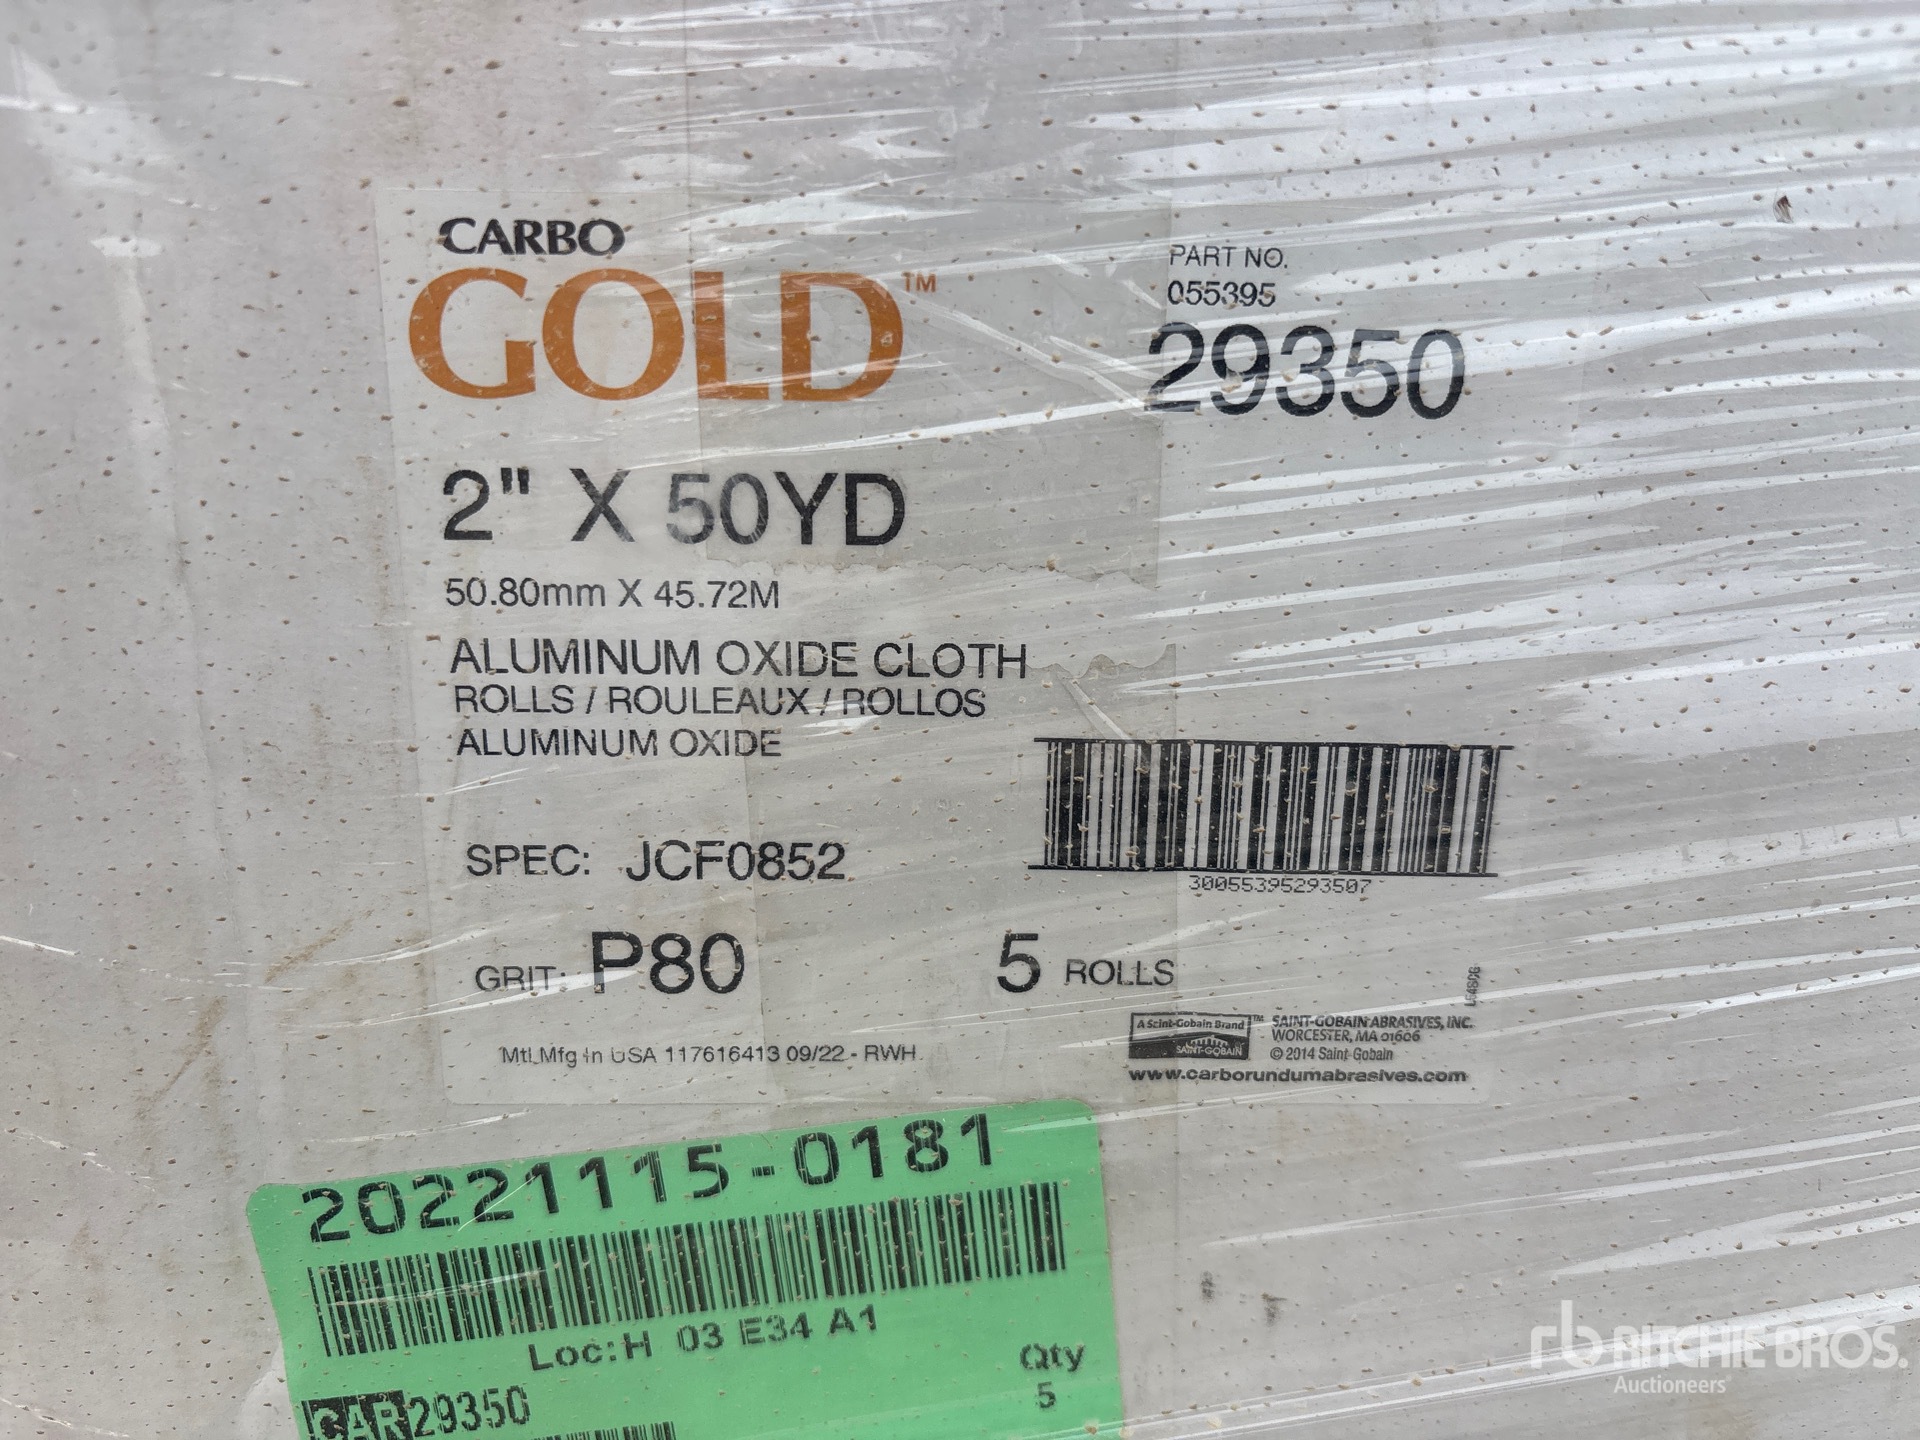 CARBO
GOLD™
PART NO.
055395
29350
2" X 50YD
50.80mm X 45.72M
ALUMINUM OXIDE CLOTH
ROLLS / ROULEAUX / ROLLOS
ALUMINUM OXIDE
SPEC: JCF0852
30055395293507
GRIT: P80
5 ROLLS
Mtl Mfg in USA 117616413 09/22 - RWH
A Saint-Gobain Brand™
SAINT-GOBAIN
SAINT-GOBAIN ABRASIVES, INC.
WORCESTER, MA 01606
© 2014 Saint-Gobain
www.carborundumabrasives.com
20221115-0181
Loc:H 03 E34 A1
Qty
5
CAR29350
rb RITCHIE BROS.
Auctioneers